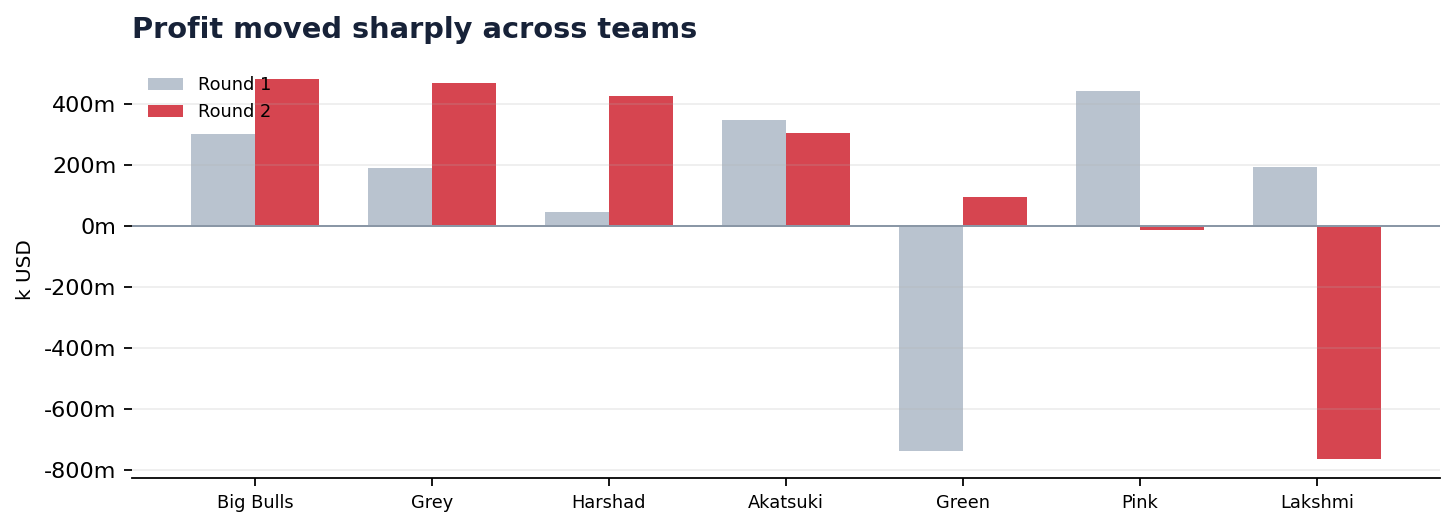 Profit moved sharply across teams
Round 1
Round 2
k USD
400m
200m
0m
-200m
-400m
-600m
-800m
Big Bulls
Grey
Harshad
Akatsuki
Green
Pink
Lakshmi